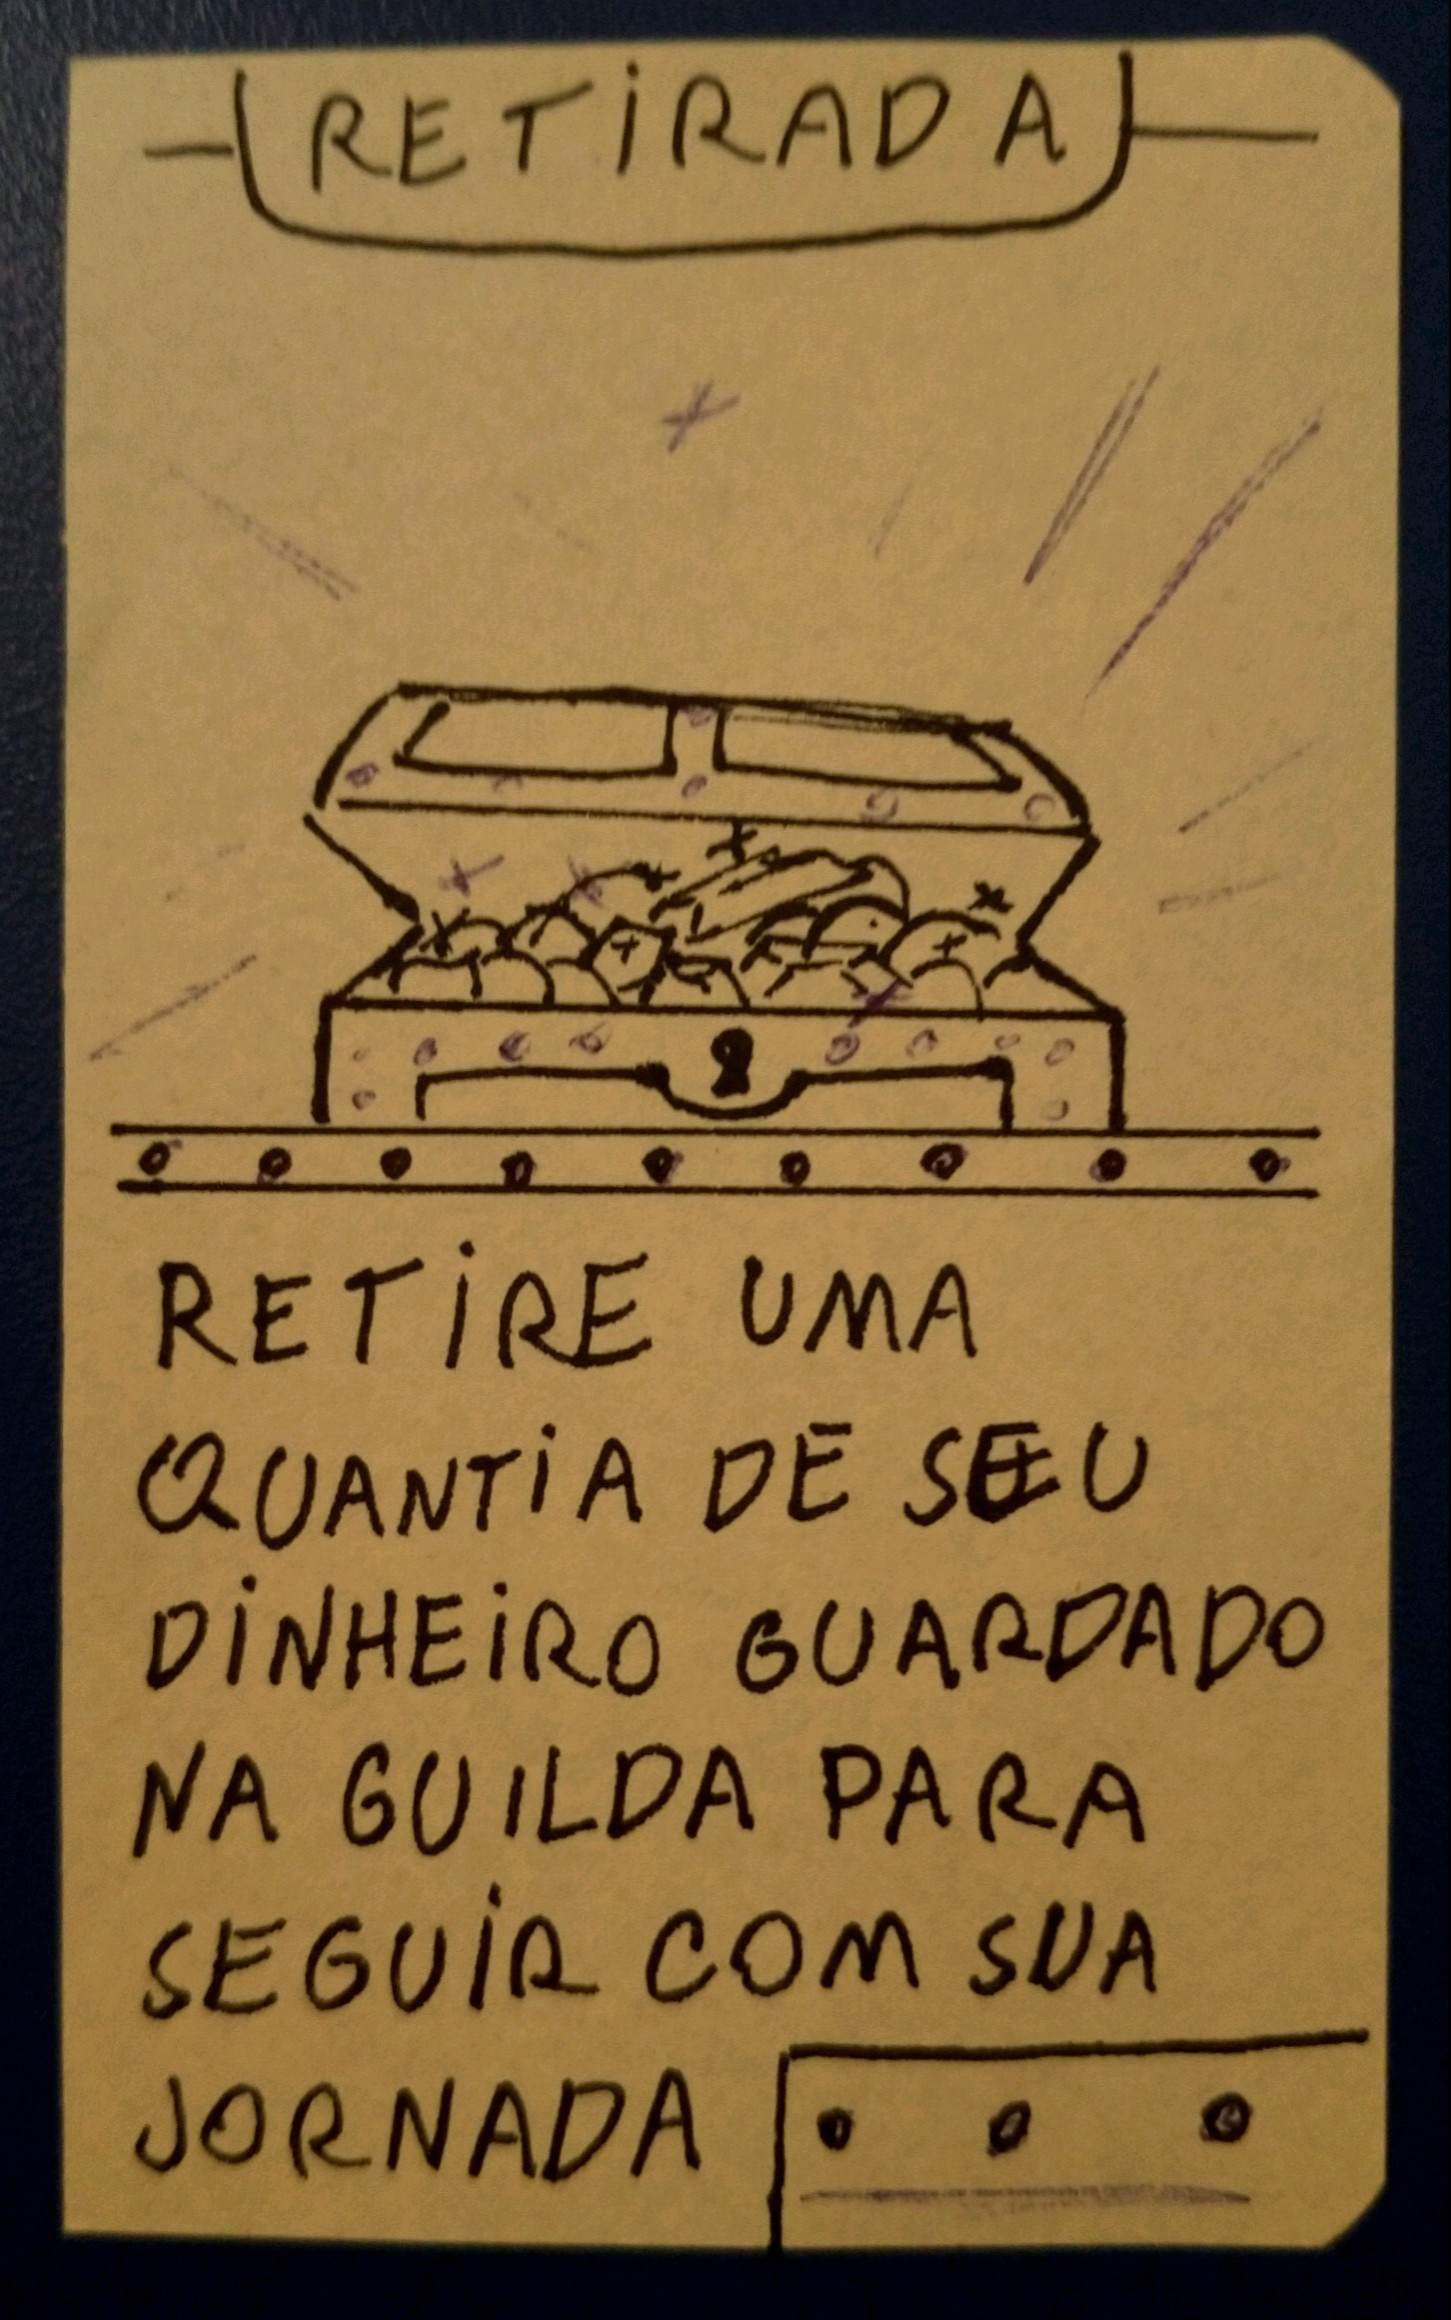 RETIRADA
RETIRE UMA
QUANTIA DE SEU
DINHEIRO GUARDADO
NA GUILDA PARA
SEGUIR COM SUA
JORNADA